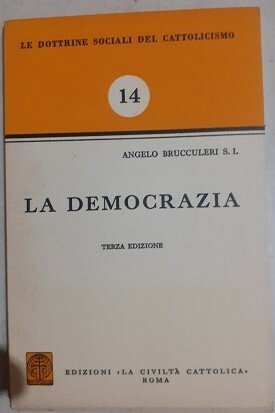 LE DOTTRINE SOCIALI DEL CATTOLICISMO
14
ANGELO BRUCCULERI S. I.
LA DEMOCRAZIA
TERZA EDIZIONE
EDIZIONI «LA CIVILTÀ CATTOLICA»
ROMA